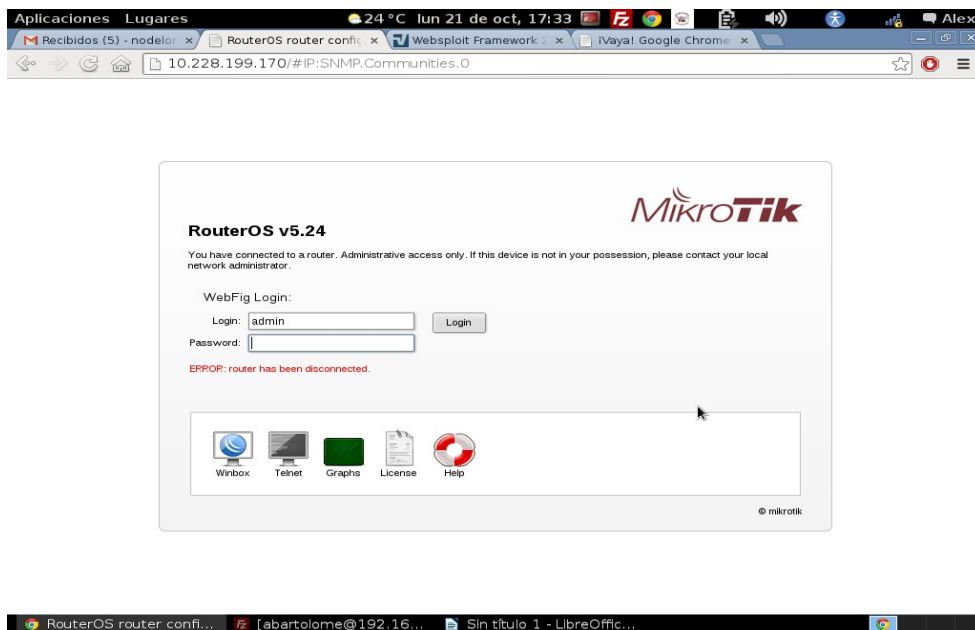 Aplicaciones Lugares 24 °C lun 21 de oct, 17:33 Alex
Recibidos (5) - nodelor RouterOS router config Websploit Framework ¡Vaya! Google Chrome
10.228.199.170/#IP:SNMP.Communities.0
MikroTik
RouterOS v5.24
You have connected to a router. Administrative access only. If this device is not in your possession, please contact your local
network administrator.
WebFig Login:
Login: admin Login
Password:
ERROR: router has been disconnected.
Winbox Telnet Graphs License Help
© mikrotik
RouterOS router confi... [abartolome@192.16... Sin título 1 - LibreOffic...